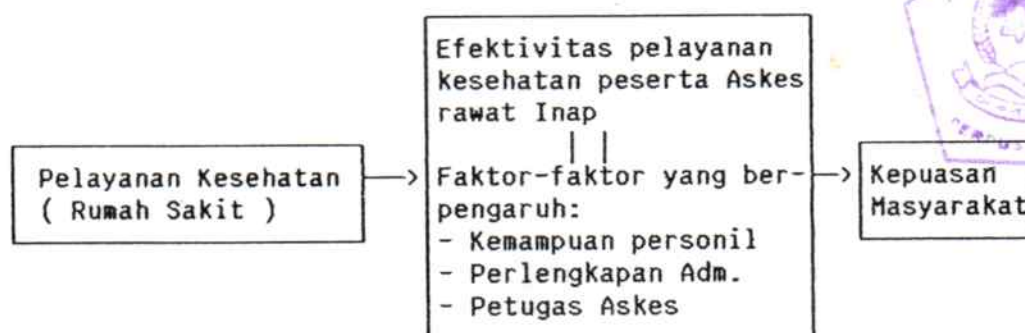 Efektivitas pelayanan
kesehatan peserta Askes
rawat Inap
Pelayanan Kesehatan
( Rumah Sakit )
Faktor-faktor yang ber-
pengaruh:
- Kemampuan personil
- Perlengkapan Adm.
- Petugas Askes
Kepuasan
Masyarakat